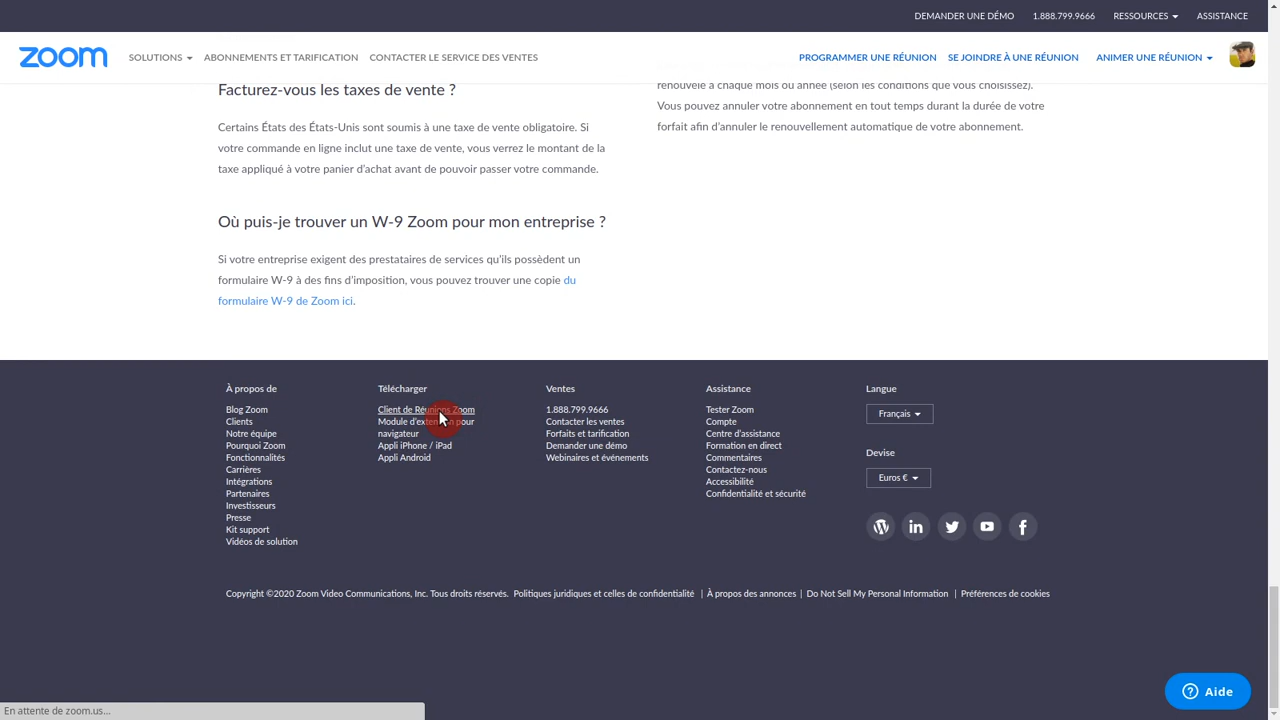 DEMANDER UNE DÉMO 1.888.799.9666 RESSOURCES ASSISTANCE
zoom SOLUTIONS ABONNEMENTS ET TARIFICATION CONTACTER LE SERVICE DES VENTES PROGRAMMER UNE RÉUNION SE JOINDRE À UNE RÉUNION ANIMER UNE RÉUNION
Facturez-vous les taxes de vente ?
Certains États des États-Unis sont soumis à une taxe de vente obligatoire. Si
votre commande en ligne inclut une taxe de vente, vous verrez le montant de la
taxe appliqué à votre panier d'achat avant de pouvoir passer votre commande.
Où puis-je trouver un W-9 Zoom pour mon entreprise ?
Si votre entreprise exigent des prestataires de services qu'ils possèdent un
formulaire W-9 à des fins d'imposition, vous pouvez trouver une copie du
formulaire W-9 de Zoom ici.
renouvelé à chaque mois ou année (selon les conditions que vous choisissez).
Vous pouvez annuler votre abonnement en tout temps durant la durée de votre
forfait afin d'annuler le renouvellement automatique de votre abonnement.
À propos de
Blog Zoom
Clients
Notre équipe
Pourquoi Zoom
Fonctionnalités
Carrières
Intégrations
Partenaires
Investisseurs
Presse
Kit support
Vidéos de solution
Télécharger
Client de Réunions Zoom
Module d'extension pour
navigateur
Appli iPhone / iPad
Appli Android
Ventes
1.888.799.9666
Contacter les ventes
Forfaits et tarification
Demander une démo
Webinaires et événements
Assistance
Tester Zoom
Compte
Centre d'assistance
Formation en direct
Commentaires
Contactez-nous
Accessibilité
Confidentialité et sécurité
Langue
Français
Devise
Euros €
Copyright ©2020 Zoom Video Communications, Inc. Tous droits réservés. Politiques juridiques et celles de confidentialité | À propos des annonces | Do Not Sell My Personal Information | Préférences de cookies
Aide
En attente de zoom.us...